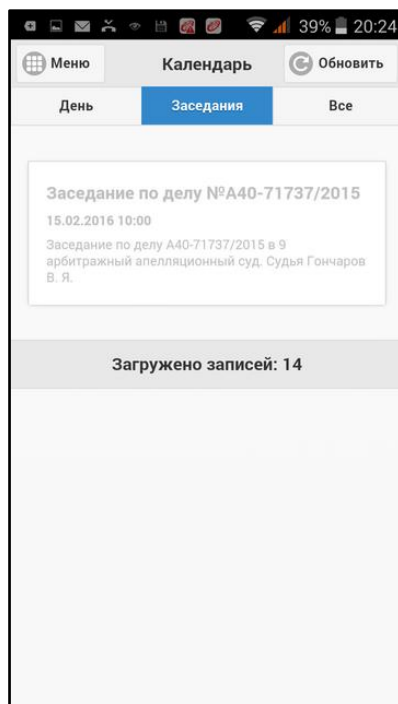 39% 20:24
Меню Календарь Обновить
День Заседания Все
Заседание по делу №А40-71737/2015
15.02.2016 10:00
Заседание по делу А40-71737/2015 в 9
арбитражный апелляционный суд. Судья Гончаров
В. Я.
Загружено записей: 14